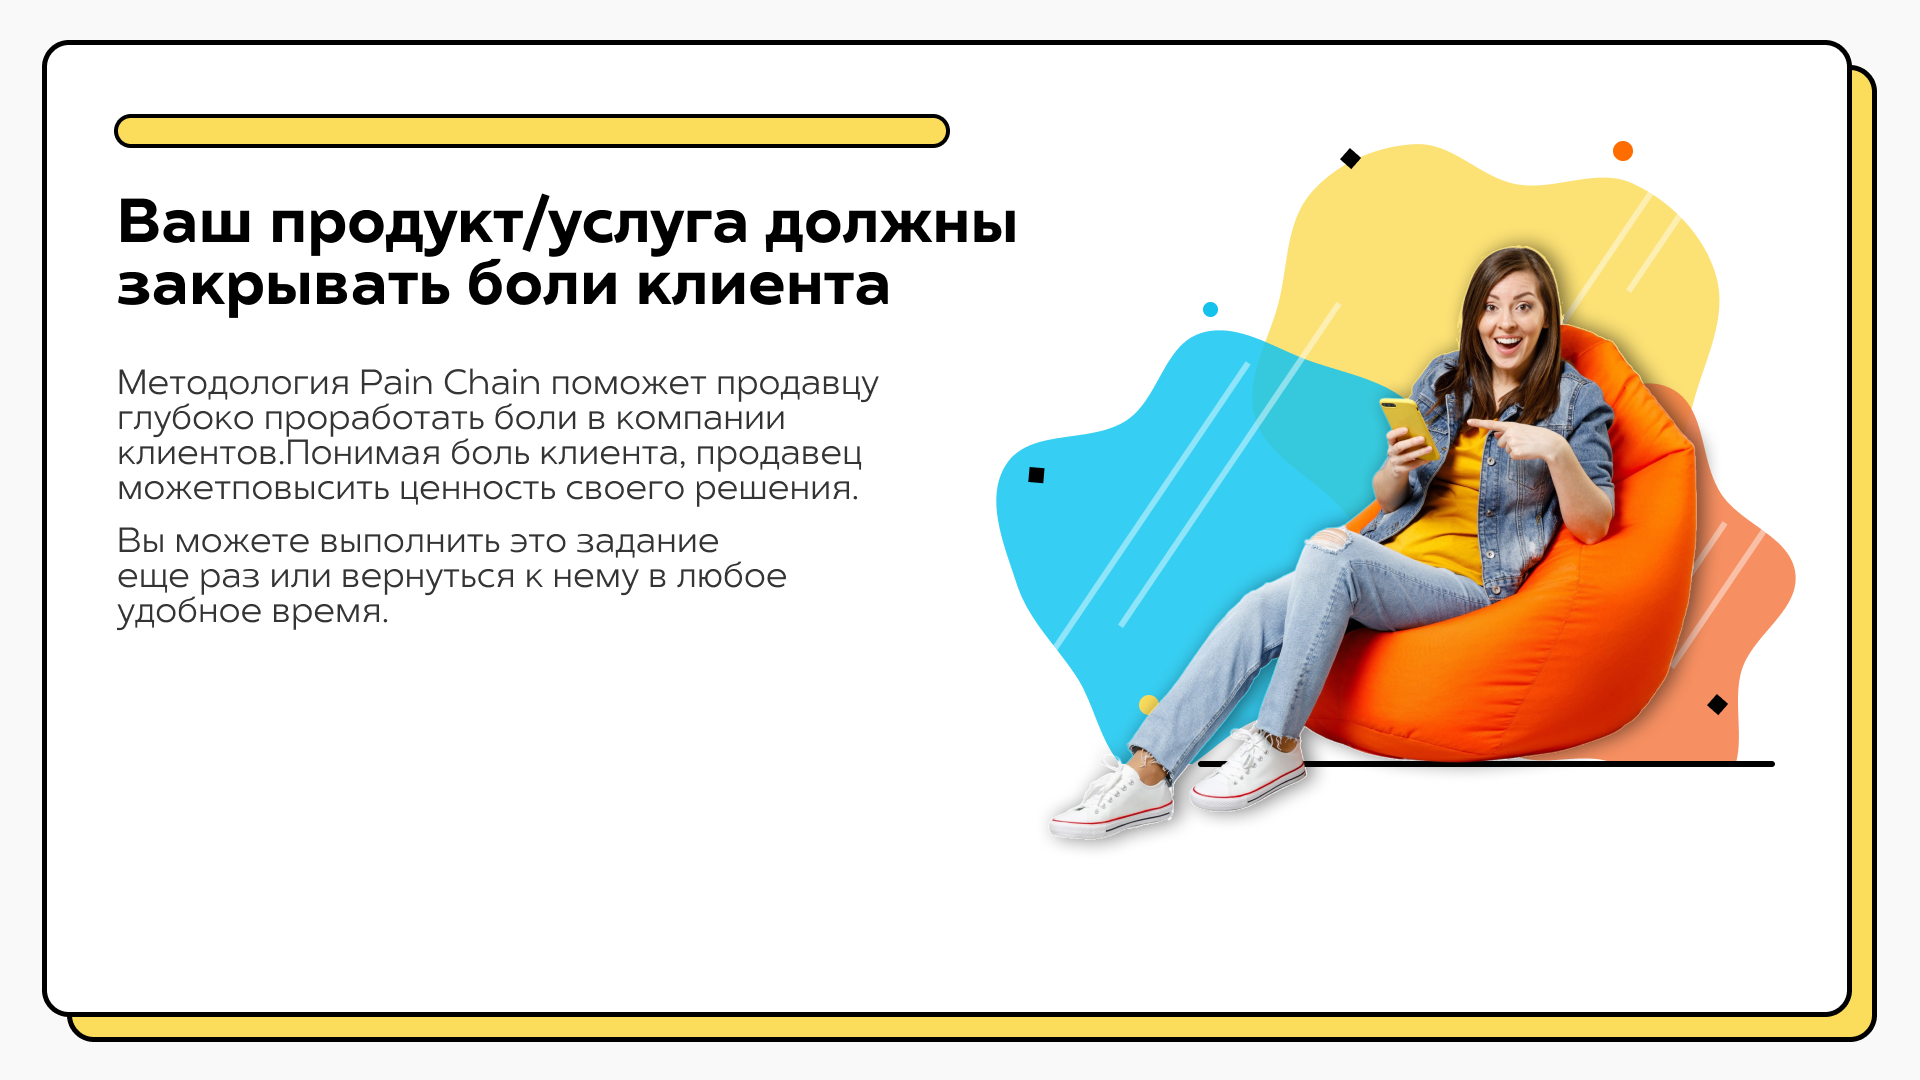 Ваш продукт/услуга должны
закрывать боли клиента
Методология Pain Chain поможет продавцу
глубоко проработать боли в компании
клиентов.Понимая боль клиента, продавец
можетповысить ценность своего решения.
Вы можете выполнить это задание
еще раз или вернуться к нему в любое
удобное время.